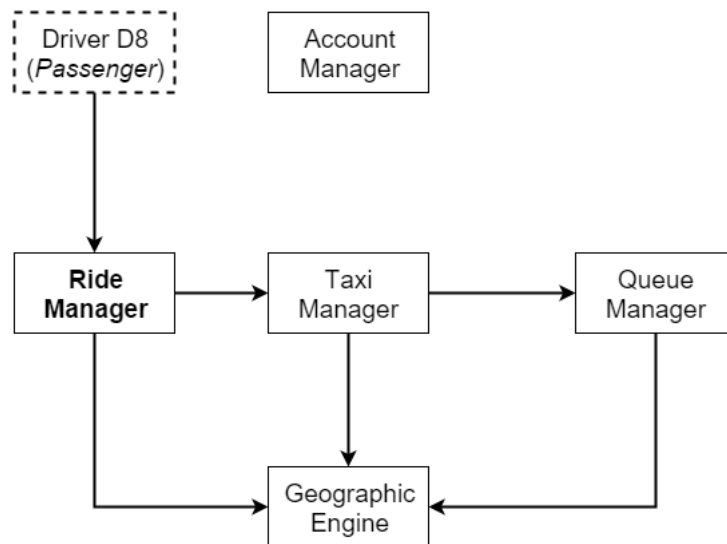 Driver D8
(Passenger)
Account
Manager
Ride
Manager
Taxi
Manager
Queue
Manager
Geographic
Engine